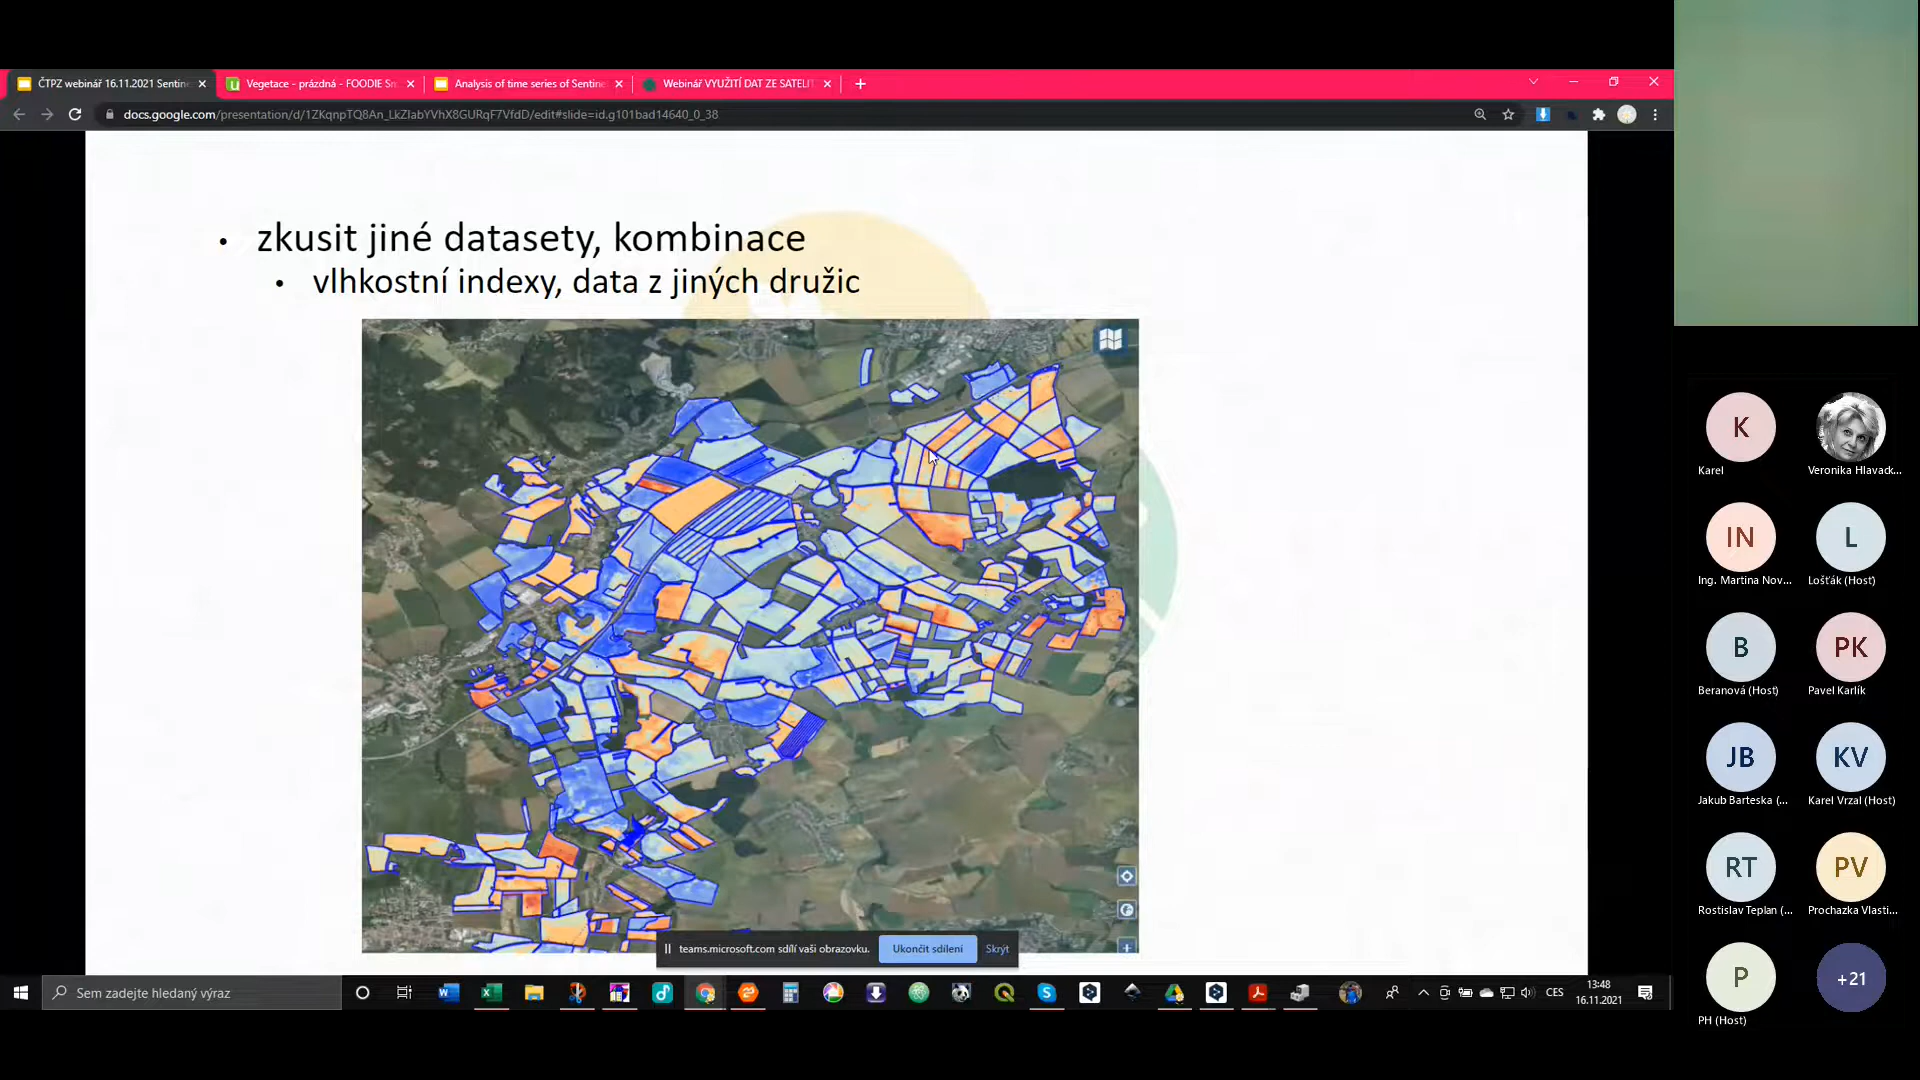 ČTPZ webinář 16.11.2021 Sentine
Vegetace - prázdná - FOODIE Sn
Analysis of time series of Sentine
Webinář VYUŽITÍ DAT ZE SATELIT
docs.google.com/presentation/d/1ZKqnpTQ8An_LkZIabYVhX8GURqF7VfdD/edit#slide=id.g101bad14640_0_38
• zkusit jiné datasety, kombinace
• vlhkostní indexy, data z jiných družic
teams.microsoft.com sdílí vaši obrazovku.
Ukončit sdílení
Skrýt
Sem zadejte hledaný výraz
CES
13:48
16.11.2021
K
Karel
Veronika Hlavack...
IN
Ing. Martina Nov...
L
Lošťák (Host)
B
Beranová (Host)
PK
Pavel Karlík
JB
Jakub Barteska (...
KV
Karel Vrzal (Host)
RT
Rostislav Teplan (...
PV
Prochazka Vlasti...
P
PH (Host)
+21